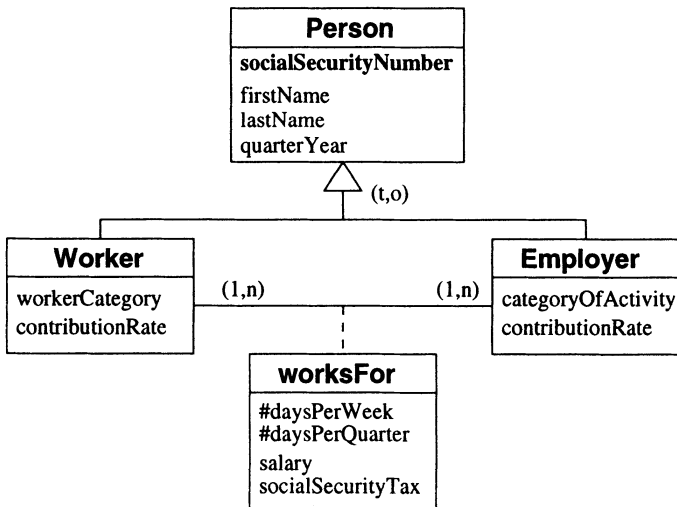 Person
socialSecurityNumber
firstName
lastName
quarterYear
(t,o)
Worker
workerCategory
contributionRate
(1,n)
(1,n)
Employer
categoryOfActivity
contributionRate
worksFor
#daysPerWeek
#daysPerQuarter
salary
socialSecurityTax